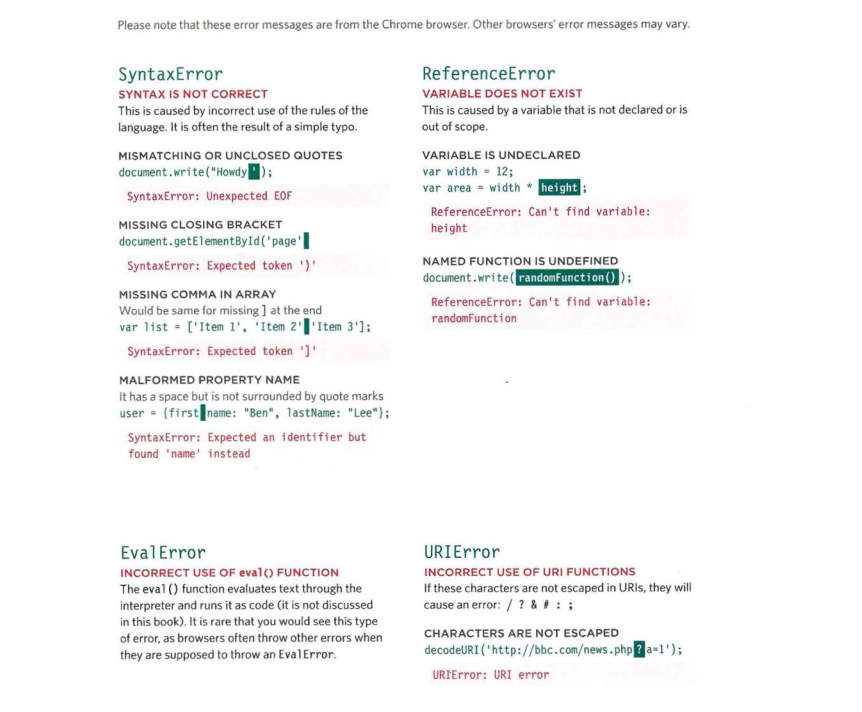 Please note that these error messages are from the Chrome browser. Other browsers' error messages may vary.
SyntaxError
SYNTAX IS NOT CORRECT
This is caused by incorrect use of the rules of the
language. It is often the result of a simple typo.
MISMATCHING OR UNCLOSED QUOTES
document.write("Howdy');
SyntaxError: Unexpected EOF
MISSING CLOSING BRACKET
document.getElementById('page'
SyntaxError: Expected token ')'
MISSING COMMA IN ARRAY
Would be same for missing ] at the end
var list = ['Item 1', 'Item 2' 'Item 3'];
SyntaxError: Expected token ']'
MALFORMED PROPERTY NAME
It has a space but is not surrounded by quote marks
user = {first name: "Ben", lastName: "Lee"};
SyntaxError: Expected an identifier but
found 'name' instead
ReferenceError
VARIABLE DOES NOT EXIST
This is caused by a variable that is not declared or is
out of scope.
VARIABLE IS UNDECLARED
var width = 12;
var area = width * height;
ReferenceError: Can't find variable:
height
NAMED FUNCTION IS UNDEFINED
document.write(randomFunction());
ReferenceError: Can't find variable:
randomFunction
EvalError
INCORRECT USE OF eval() FUNCTION
The eval() function evaluates text through the
interpreter and runs it as code (it is not discussed
in this book). It is rare that you would see this type
of error, as browsers often throw other errors when
they are supposed to throw an EvalError.
URIError
INCORRECT USE OF URI FUNCTIONS
If these characters are not escaped in URIs, they will
cause an error: / ? & # : ;
CHARACTERS ARE NOT ESCAPED
decodeURI('http://bbc.com/news.php?a=1');
URIError: URI error